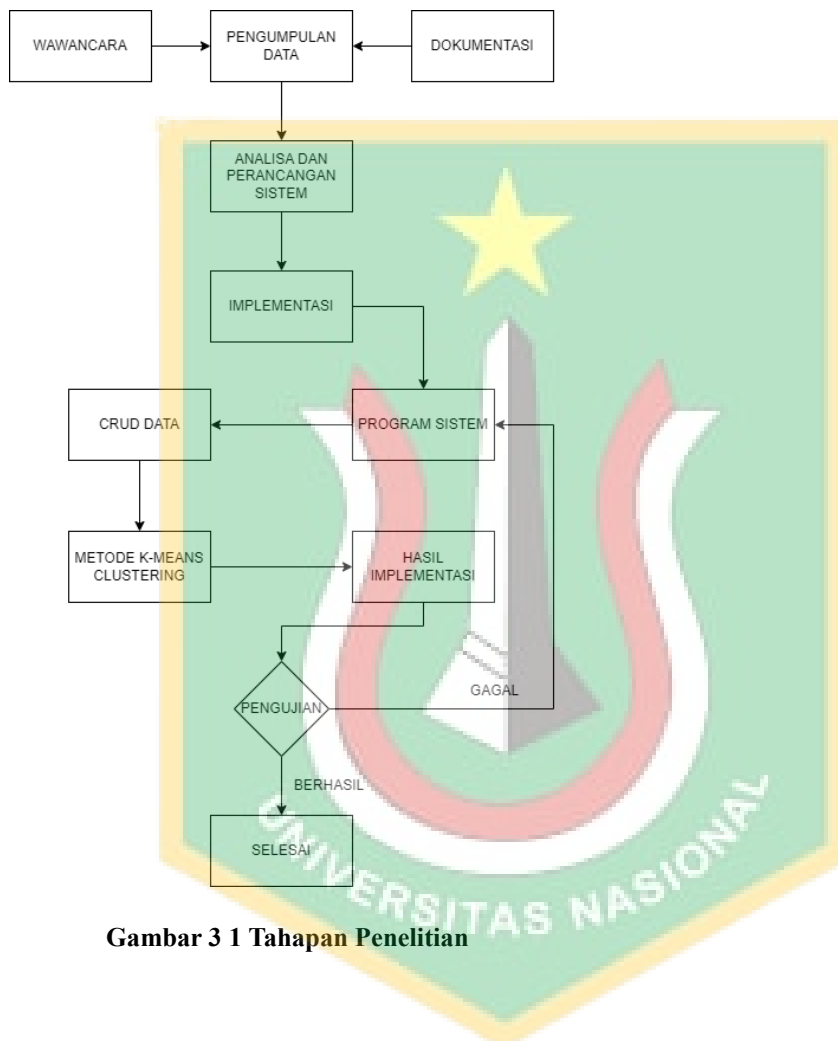 WAWANCARA
PENGUMPULAN
DATA
DOKUMENTASI
ANALISA DAN
PERANCANGAN
SISTEM
IMPLEMENTASI
CRUD DATA
PROGRAM SISTEM
METODE K-MEANS
CLUSTERING
HASIL
IMPLEMENTASI
PENGUJIAN
GAGAL
BERHASIL
SELESAI
UNIVERSITAS NASIONAL
Gambar 3 1 Tahapan Penelitian